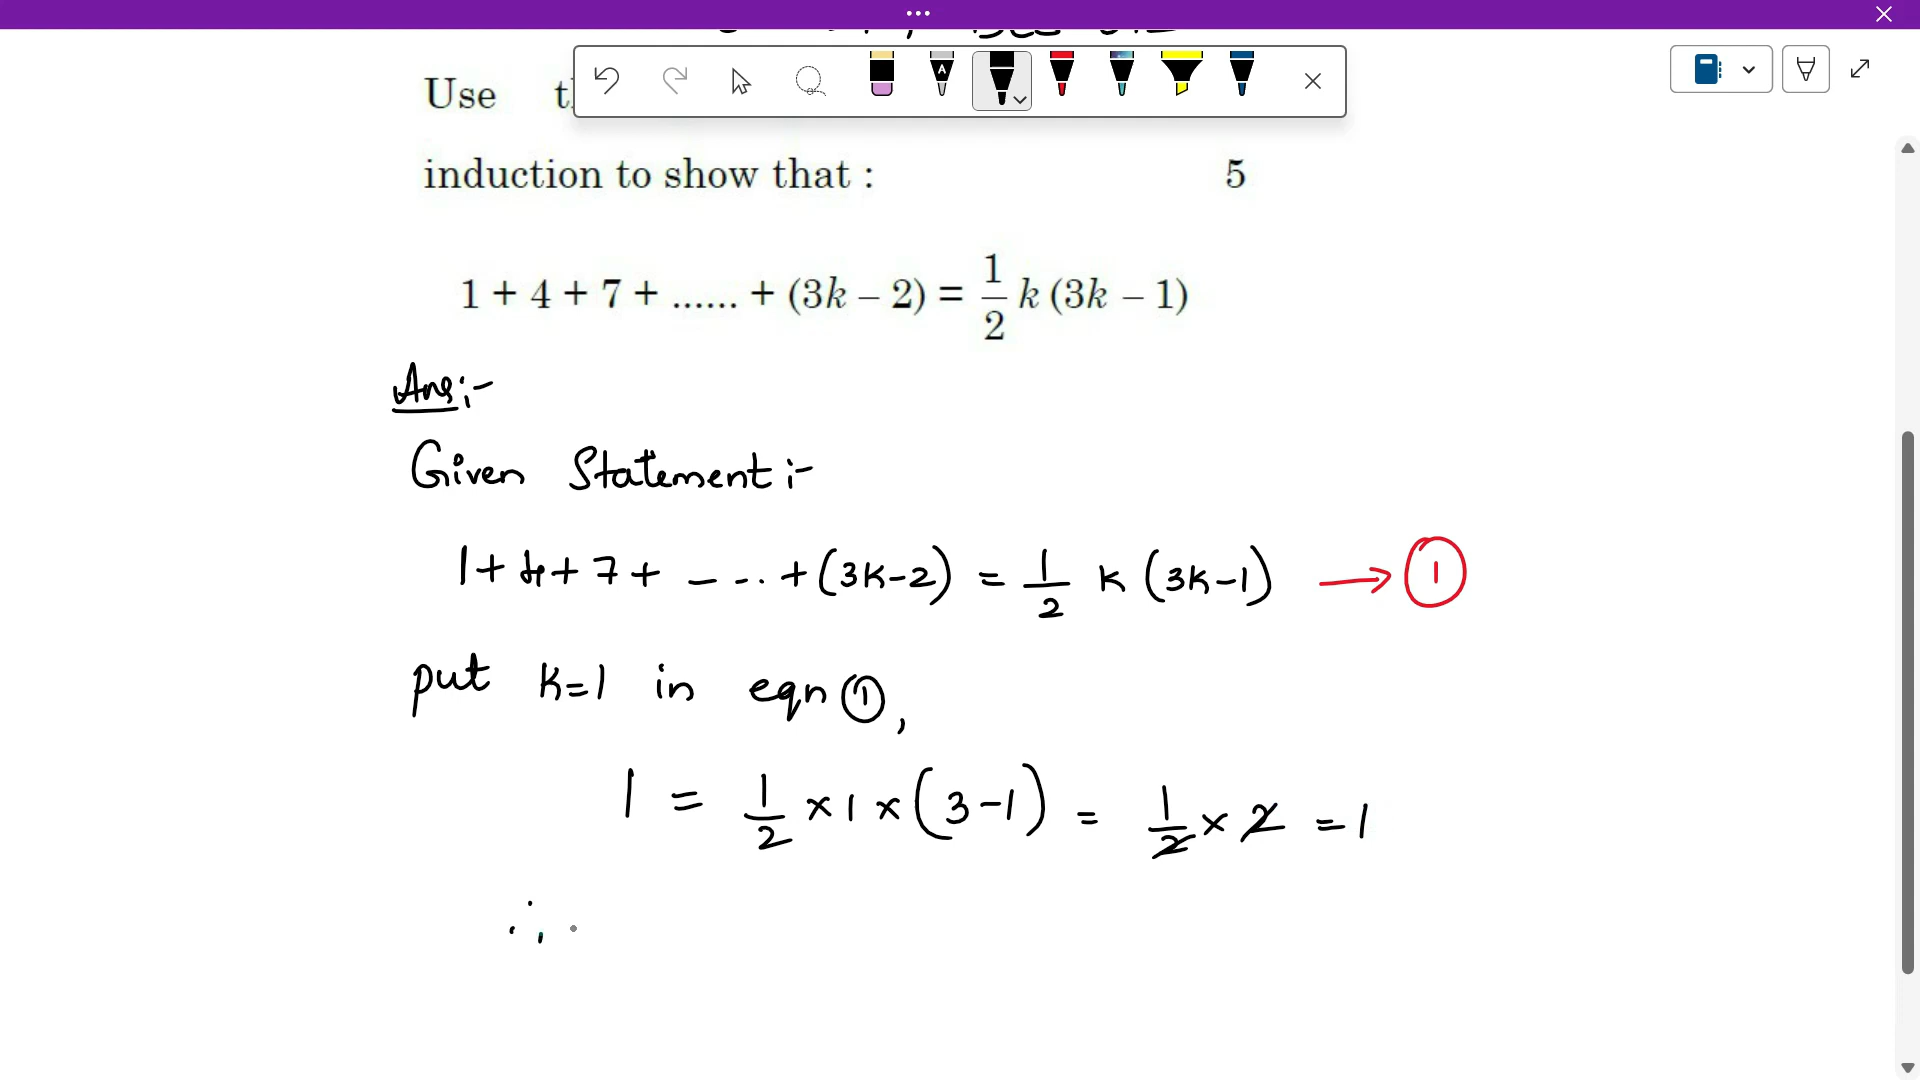 Use
induction to show that : 5
1 + 4 + 7 + ...... + (3k – 2) = 1/2 k (3k – 1)
Ans:-
Given Statement:-
1+4+7+ ---.. +(3k-2) = 1/2 k (3k-1) → ①
put k=1 in eqn ①,
1 = 1/2 × 1 × (3-1) = 1/2 × 2 = 1
∴